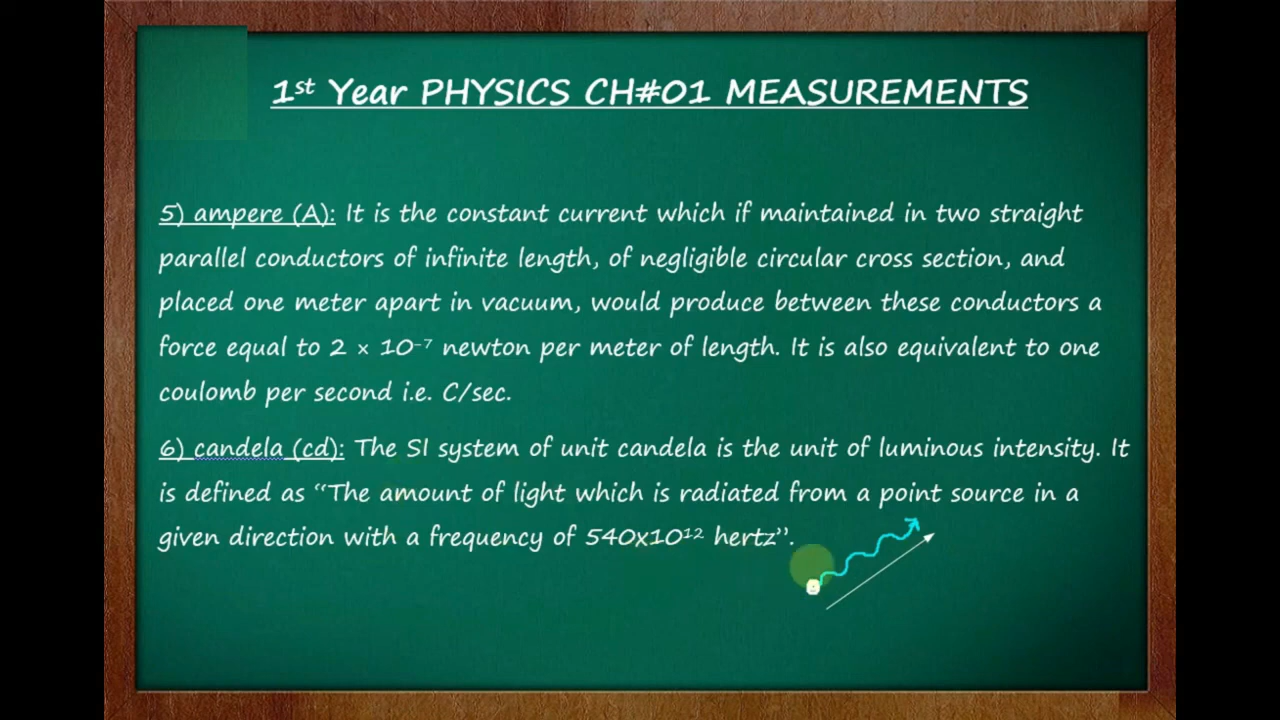 1st Year PHYSICS CH#01 MEASUREMENTS
5) ampere (A): It is the constant current which if maintained in two straight
parallel conductors of infinite length, of negligible circular cross section, and
placed one meter apart in vacuum, would produce between these conductors a
force equal to 2 × 10⁻⁷ newton per meter of length. It is also equivalent to one
coulomb per second i.e. C/sec.
6) candela (cd): The SI system of unit candela is the unit of luminous intensity. It
is defined as “The amount of light which is radiated from a point source in a
given direction with a frequency of 540x10¹² hertz”.